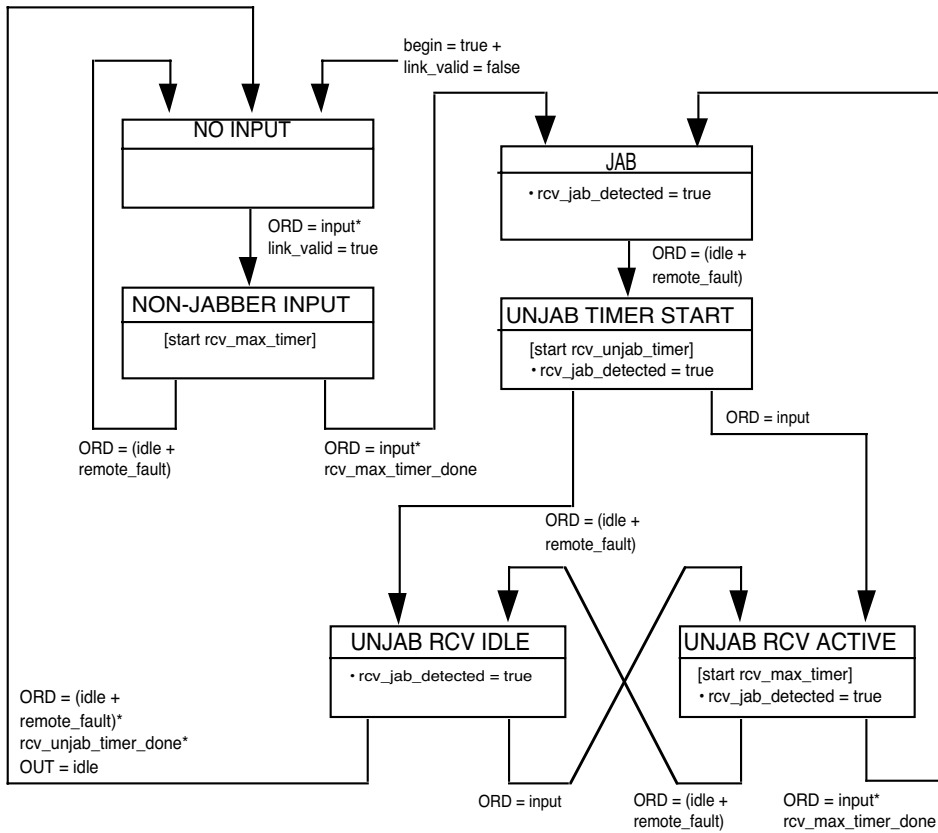 begin = true +
link_valid = false
NO INPUT
ORD = input*
link_valid = true
NON-JABBER INPUT
[start rcv_max_timer]
ORD = (idle +
remote_fault)
ORD = input*
rcv_max_timer_done
JAB
• rcv_jab_detected = true
ORD = (idle +
remote_fault)
UNJAB TIMER START
[start rcv_unjab_timer]
• rcv_jab_detected = true
ORD = input
ORD = (idle +
remote_fault)
UNJAB RCV IDLE
• rcv_jab_detected = true
UNJAB RCV ACTIVE
[start rcv_max_timer]
• rcv_jab_detected = true
ORD = (idle +
remote_fault)*
rcv_unjab_timer_done*
OUT = idle
ORD = input
ORD = (idle +
remote_fault)
ORD = input*
rcv_max_timer_done